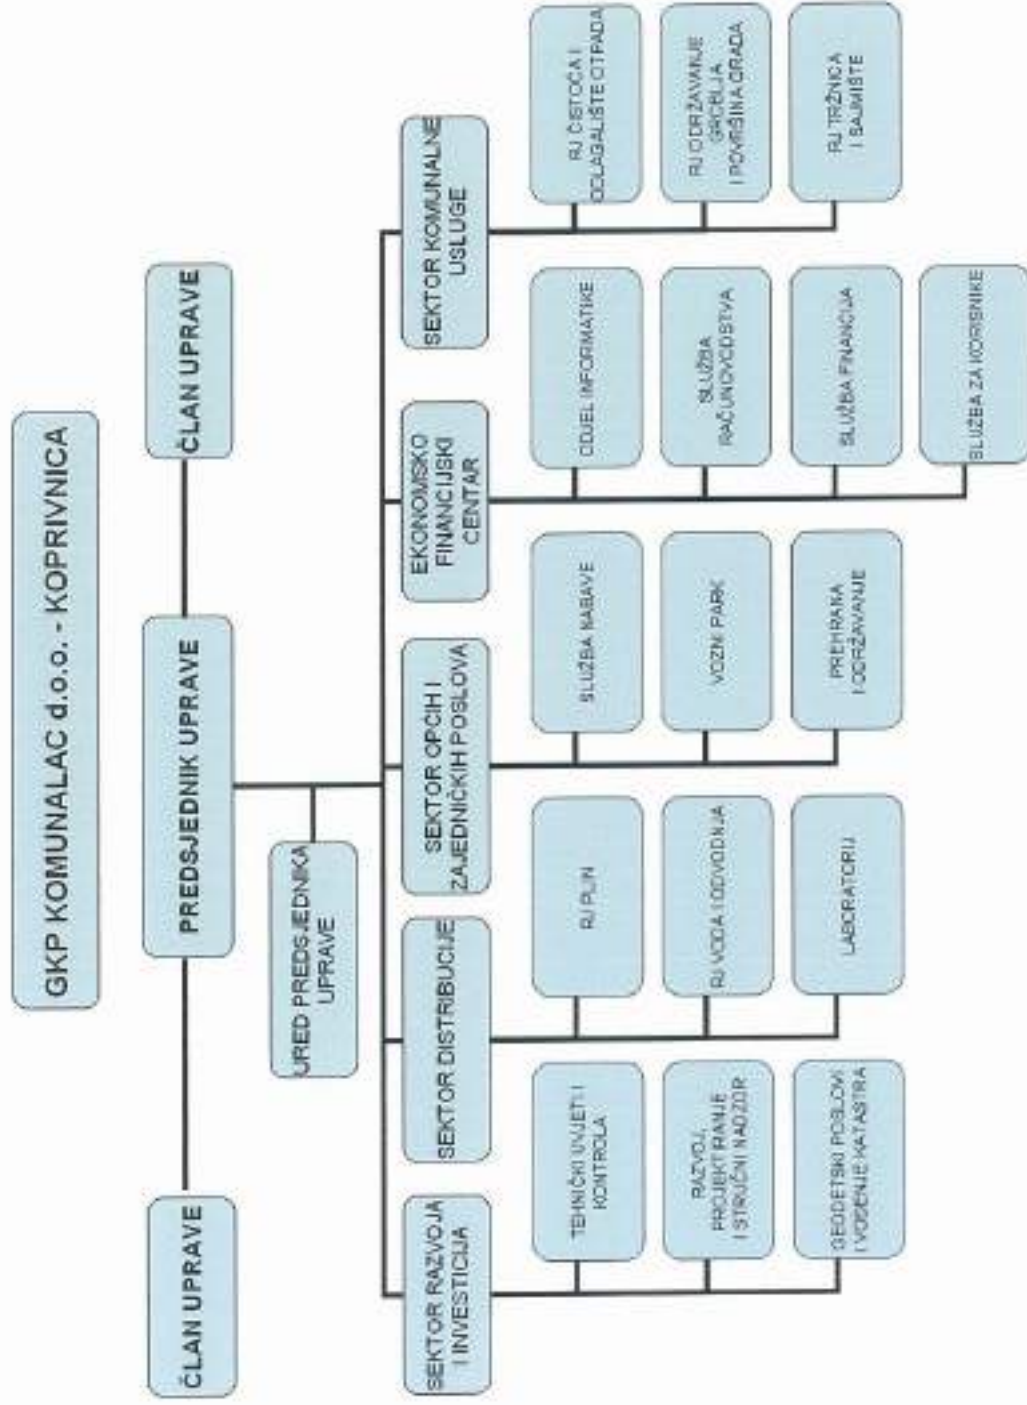 GKP KOMUNALAC d.o.o. - KOPRIVNICA
ČLAN UPRAVE
PREDSJEDNIK UPRAVE
ČLAN UPRAVE
URED PREDSJEDNIKA
UPRAVE
SEKTOR RAZVOJA
I INVESTICIJA
TEHNIČKI UVJETI I
KONTROLA
RAZVOJ,
PROJEKTIRANJE
I STRUČNI NADZOR
GEODETSKI POSLOVI
I VOĐENJE KATASTRA
SEKTOR DISTRIBUCIJE
RJ PLIN
RJ VODA I ODVODNJA
LABORATORIJ
SEKTOR OPĆIH I
ZAJEDNIČKIH POSLOVA
SLUŽBA NABAVE
VOZNI PARK
PREHRANA
I ODRŽAVANJE
EKONOMSKO
FINANCIJSKI
CENTAR
ODJEL INFORMATIKE
SLUŽBA
RAČUNOVODSTVA
SLUŽBA FINANCIJA
SLUŽBA ZA KORISNIKE
SEKTOR KOMUNALNE
USLUGE
RJ ČISTOĆA I
ODLAGALIŠTE OTPADA
RJ ODRŽAVANJE
GROBLJA
I POVRŠINA GRADA
RJ TRŽNICA
I SAJMIŠTE